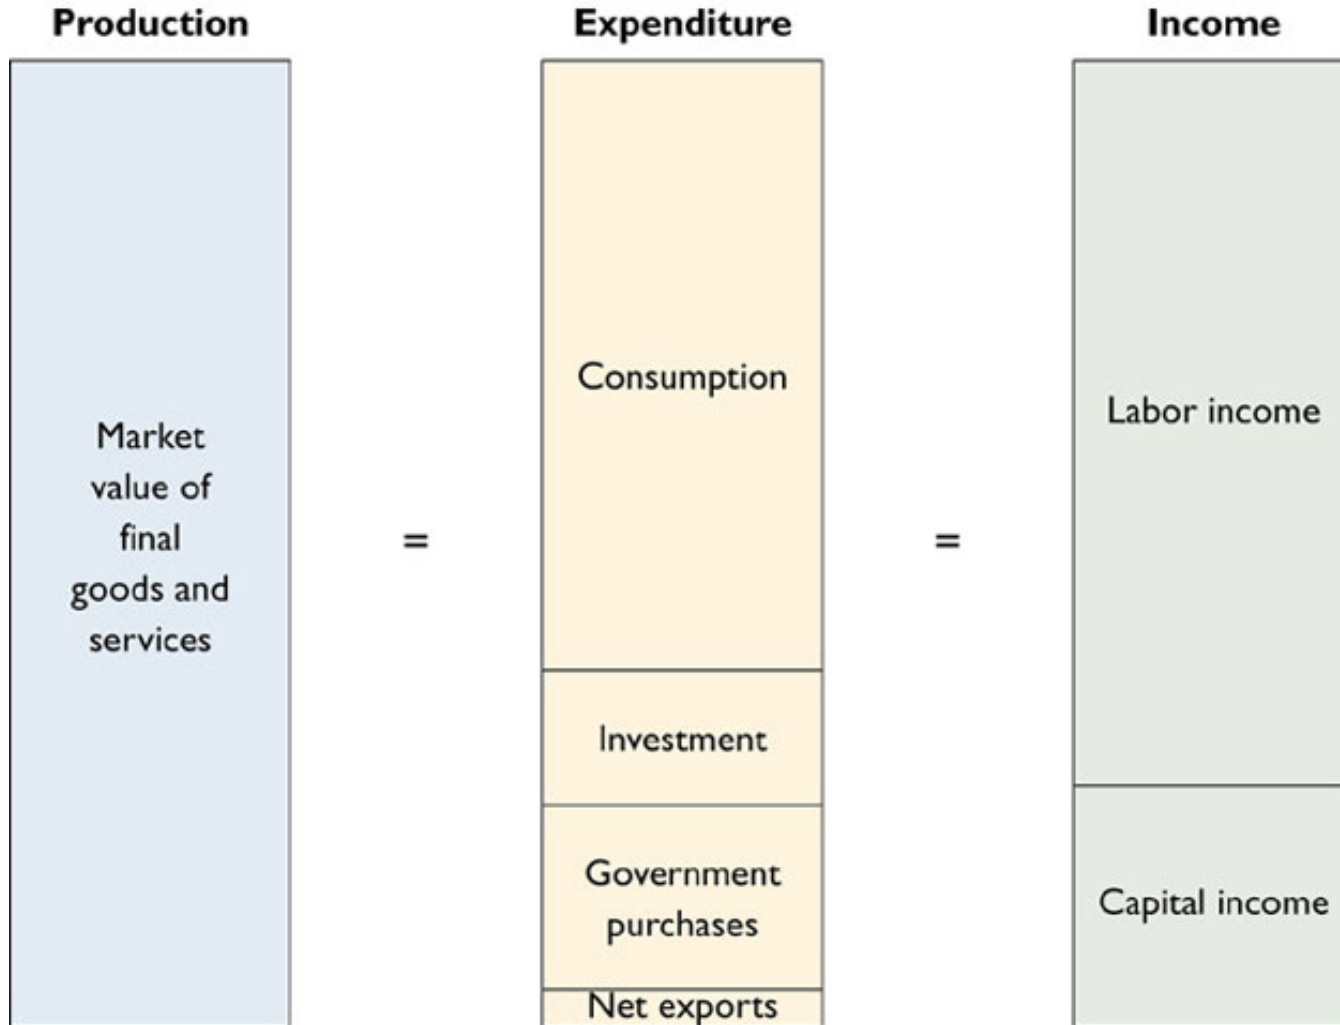 Production
Expenditure
Income
Market
value of
final
goods and
services
=
Consumption
Investment
Government
purchases
Net exports
=
Labor income
Capital income